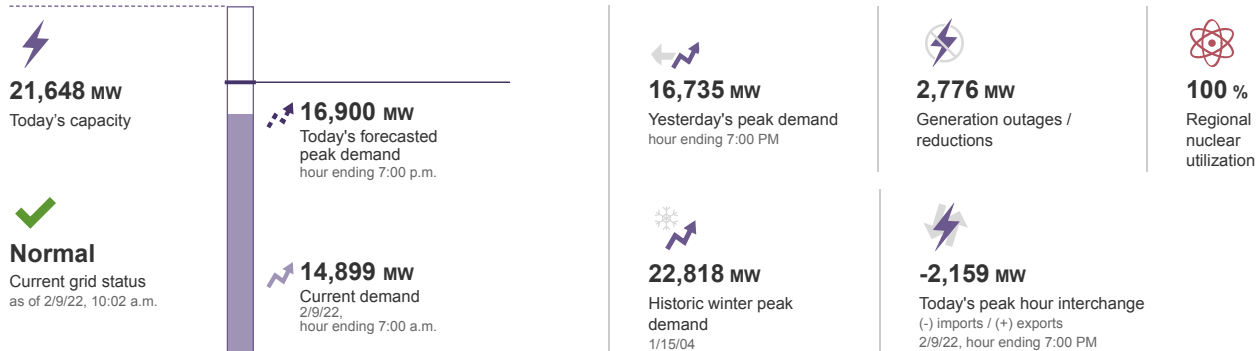 21,648 MW
Today's capacity
Normal
Current grid status
as of 2/9/22, 10:02 a.m.
16,900 MW
Today's forecasted
peak demand
hour ending 7:00 p.m.
14,899 MW
Current demand
2/9/22,
hour ending 7:00 a.m.
16,735 MW
Yesterday's peak demand
hour ending 7:00 PM
2,776 MW
Generation outages /
reductions
100 %
Regional
nuclear
utilization
22,818 MW
Historic winter peak
demand
1/15/04
-2,159 MW
Today's peak hour interchange
(-) imports / (+) exports
2/9/22, hour ending 7:00 PM